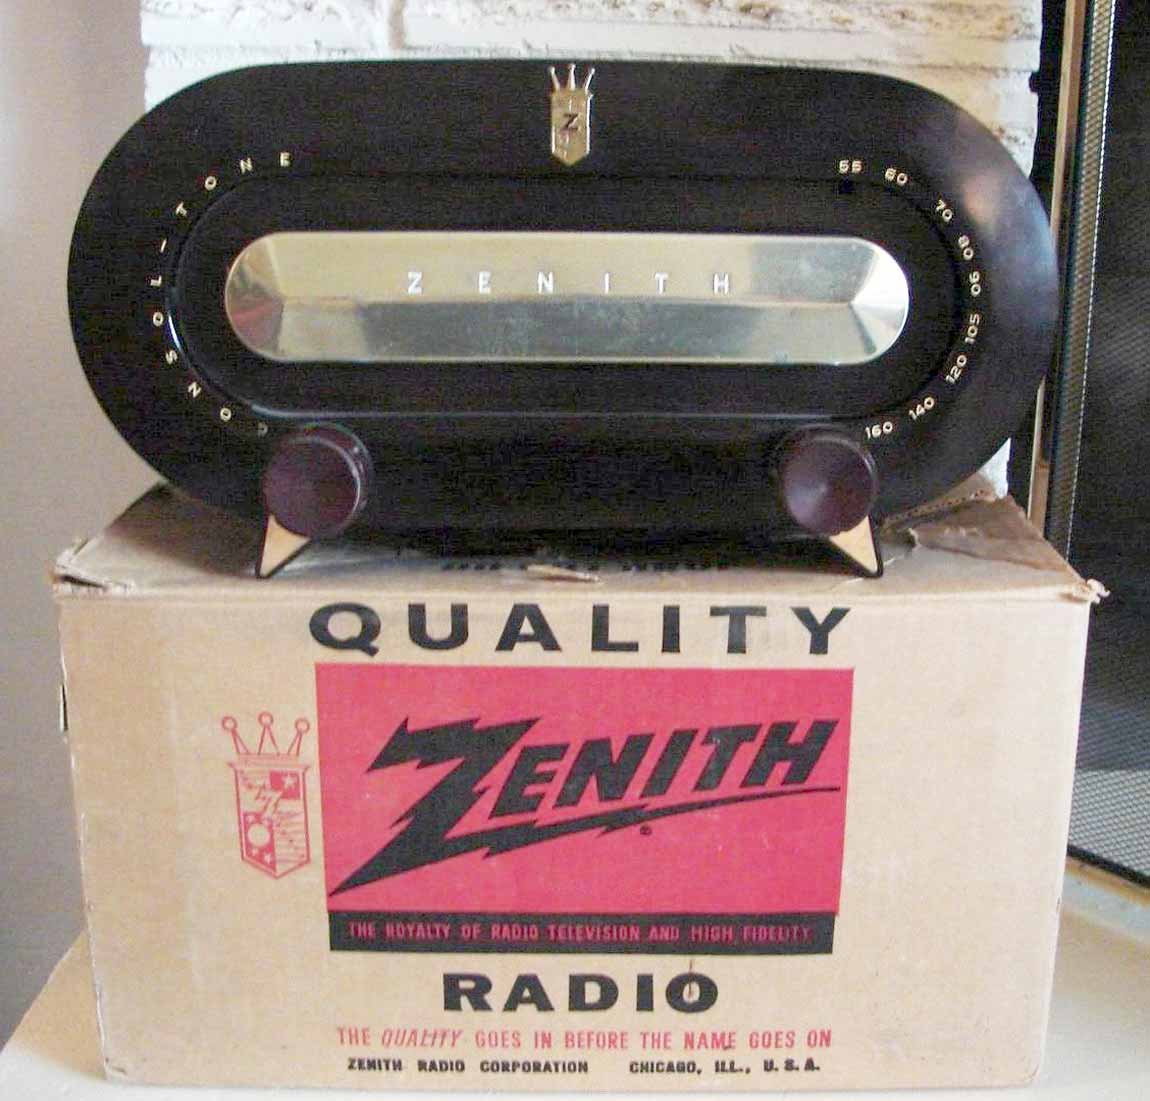 Z
CONSOL-TONE
ZENITH
55 60 70 80 90 105 120 140 160
QUALITY
ZENITH
®
THE ROYALTY OF RADIO TELEVISION AND HIGH FIDELITY
RADIO
THE QUALITY GOES IN BEFORE THE NAME GOES ON
ZENITH RADIO CORPORATION CHICAGO, ILL., U.S.A.